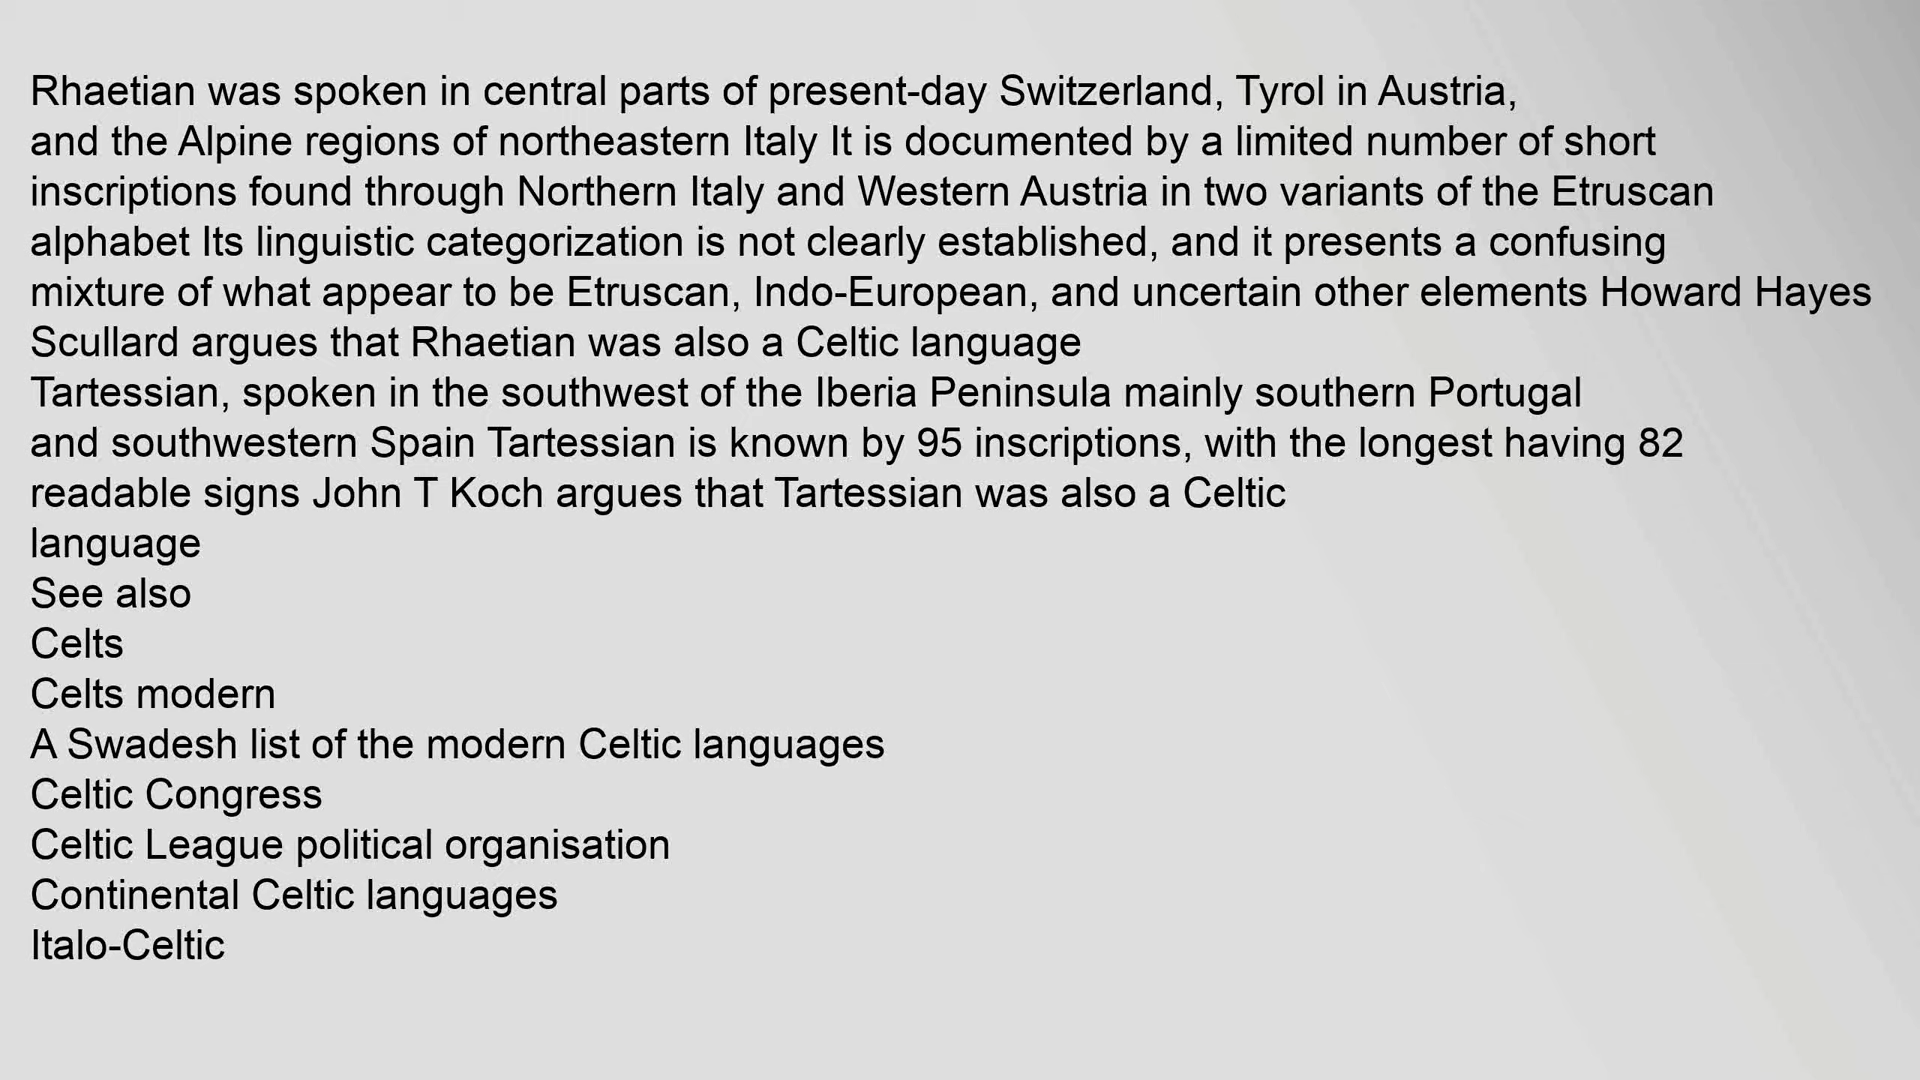 Rhaetian was spoken in central parts of present-day Switzerland, Tyrol in Austria,
and the Alpine regions of northeastern Italy It is documented by a limited number of short
inscriptions found through Northern Italy and Western Austria in two variants of the Etruscan
alphabet Its linguistic categorization is not clearly established, and it presents a confusing
mixture of what appear to be Etruscan, Indo-European, and uncertain other elements Howard Hayes
Scullard argues that Rhaetian was also a Celtic language
Tartessian, spoken in the southwest of the Iberia Peninsula mainly southern Portugal
and southwestern Spain Tartessian is known by 95 inscriptions, with the longest having 82
readable signs John T Koch argues that Tartessian was also a Celtic
language
See also
Celts
Celts modern
A Swadesh list of the modern Celtic languages
Celtic Congress
Celtic League political organisation
Continental Celtic languages
Italo-Celtic